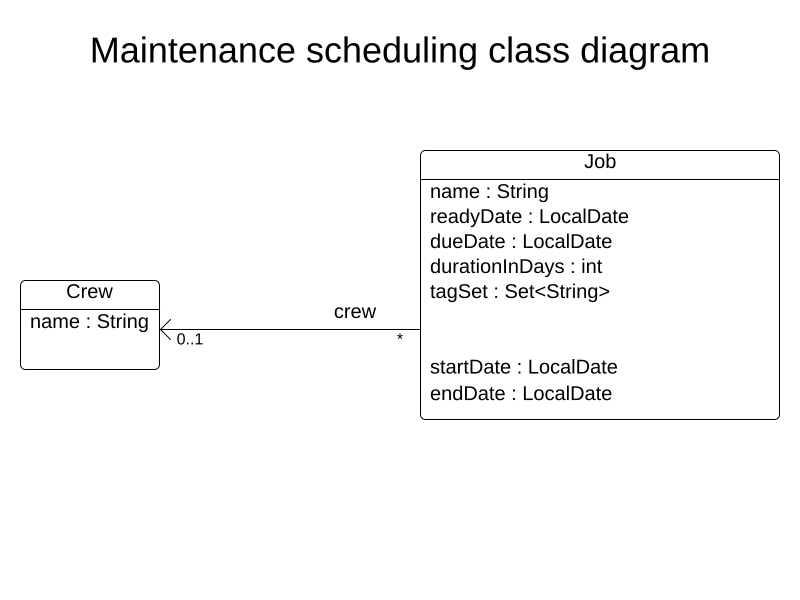 Maintenance scheduling class diagram
Job
name : String
readyDate : LocalDate
dueDate : LocalDate
durationInDays : int
tagSet : Set<String>
startDate : LocalDate
endDate : LocalDate
Crew
name : String
crew
0..1
*